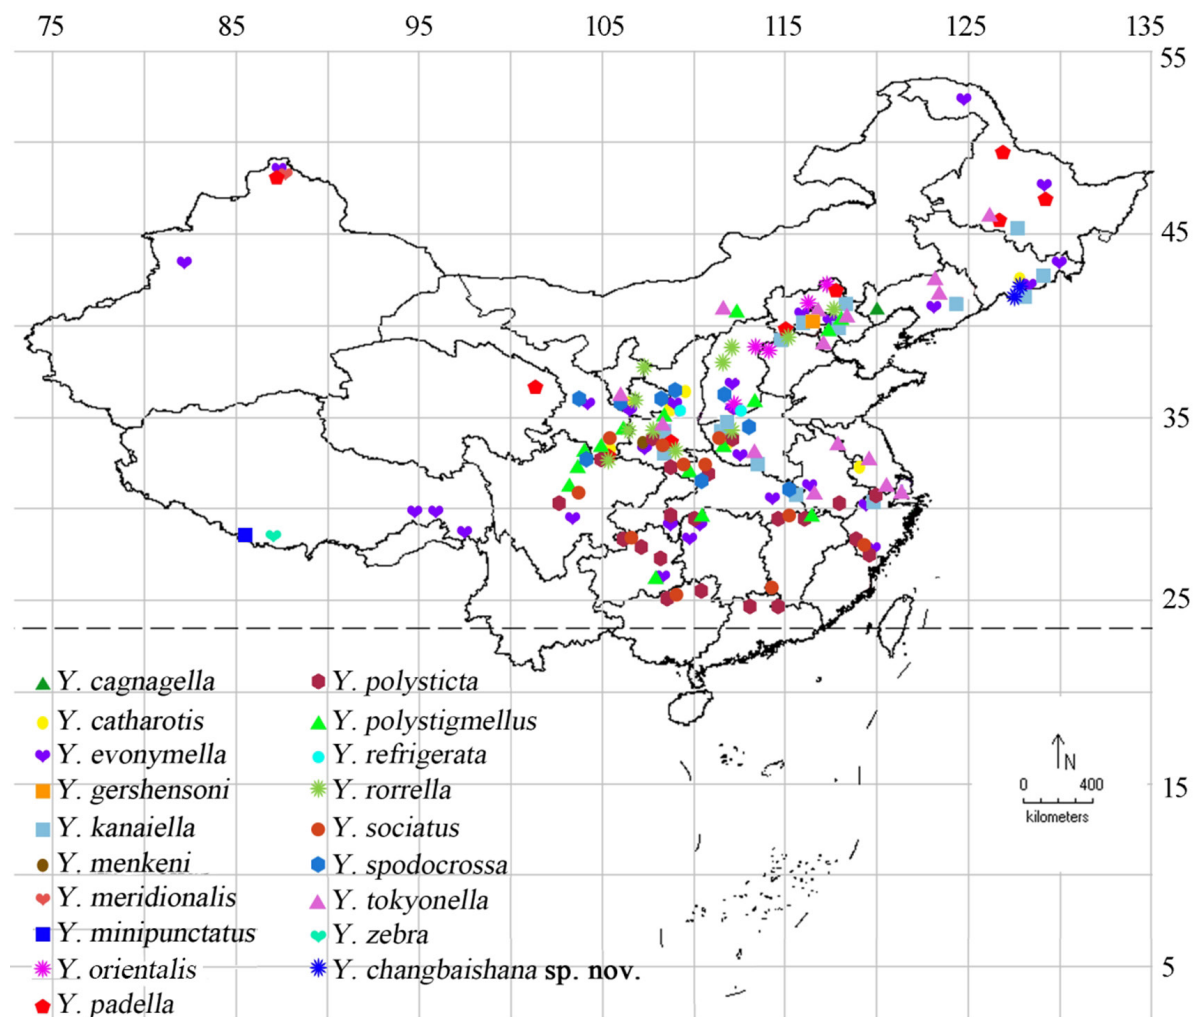 75 85 95 105 115 125 135
55
45
35
25
15
5
Y. cagnagella
Y. catharotis
Y. evonymella
Y. gershensoni
Y. kanaiella
Y. menkeni
Y. meridionalis
Y. minipunctatus
Y. orientalis
Y. padella
Y. polysticta
Y. polystigmellus
Y. refrigerata
Y. rorrella
Y. sociatus
Y. spodocrossa
Y. tokyonella
Y. zebra
Y. changbaishana sp. nov.
N
0 400
kilometers